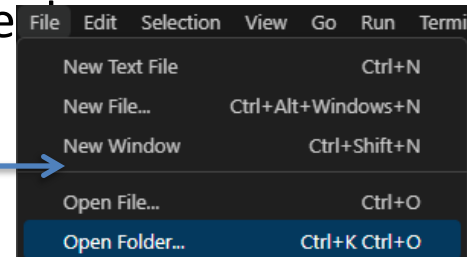 e
File Edit Selection View Go Run Termi
New Text File Ctrl+N
New File... Ctrl+Alt+Windows+N
New Window Ctrl+Shift+N
Open File... Ctrl+O
Open Folder... Ctrl+K Ctrl+O